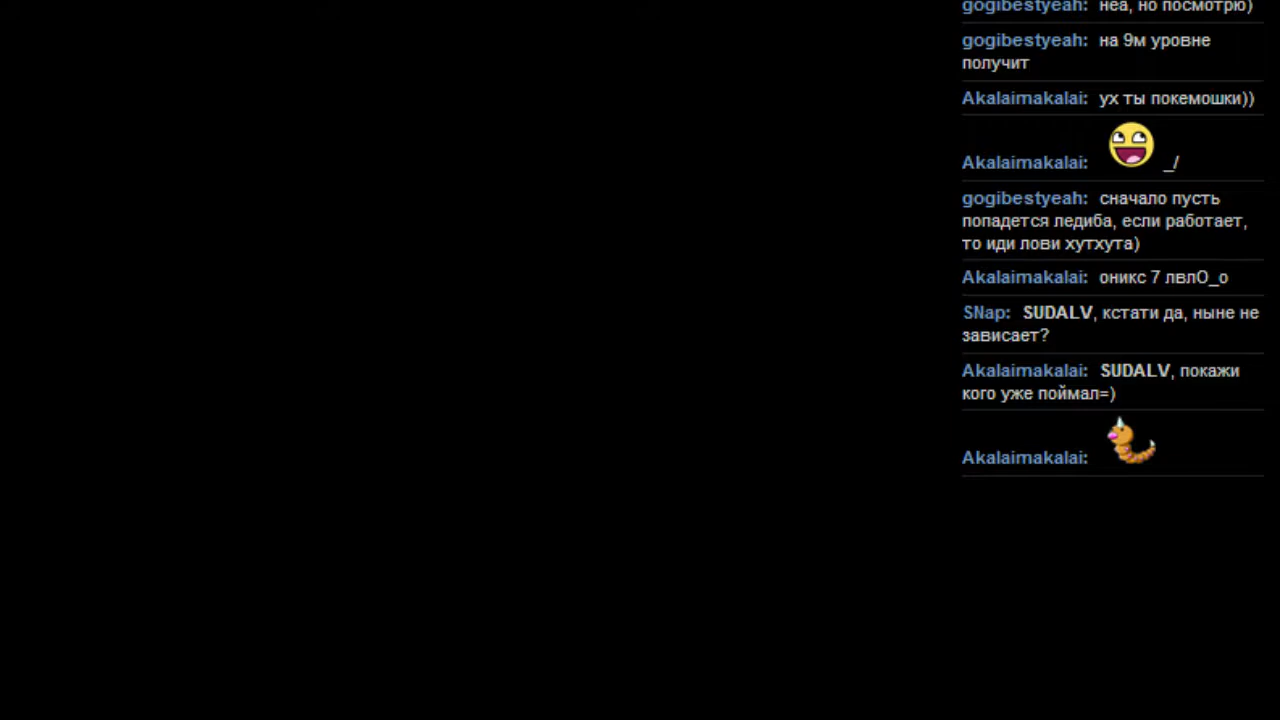 gogibestyeah: неа, но посмотрю)
gogibestyeah: на 9м уровне
получит
Akalaimakalai: ух ты покемошки))
Akalaimakalai: _/
gogibestyeah: сначало пусть
попадется ледиба, если работает,
то иди лови хутхута)
Akalaimakalai: оникс 7 лвлО_о
SNap: SUDALV, кстати да, ныне не
зависает?
Akalaimakalai: SUDALV, покажи
кого уже поймал=)
Akalaimakalai: